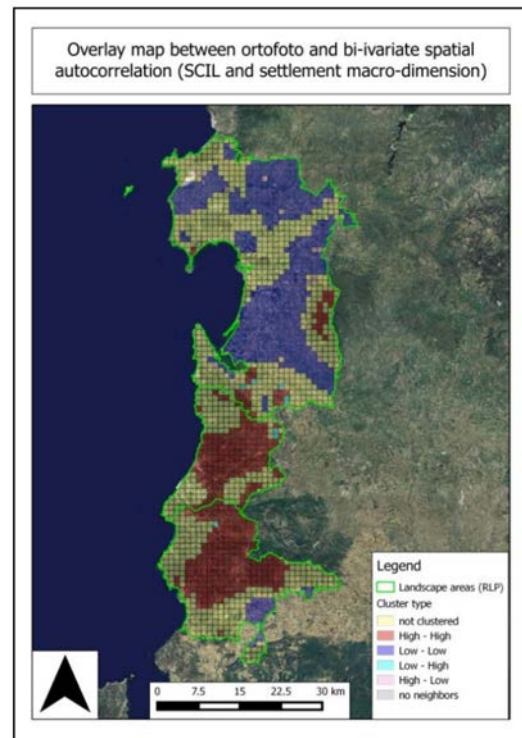 Overlay map between ortofoto and bi-ivariate spatial
autocorrelation (SCIL and settlement macro-dimension)
Legend
Landscape areas (RLP)
Cluster type
not clustered
High - High
Low - Low
Low - High
High - Low
no neighbors
0 7.5 15 22.5 30 km